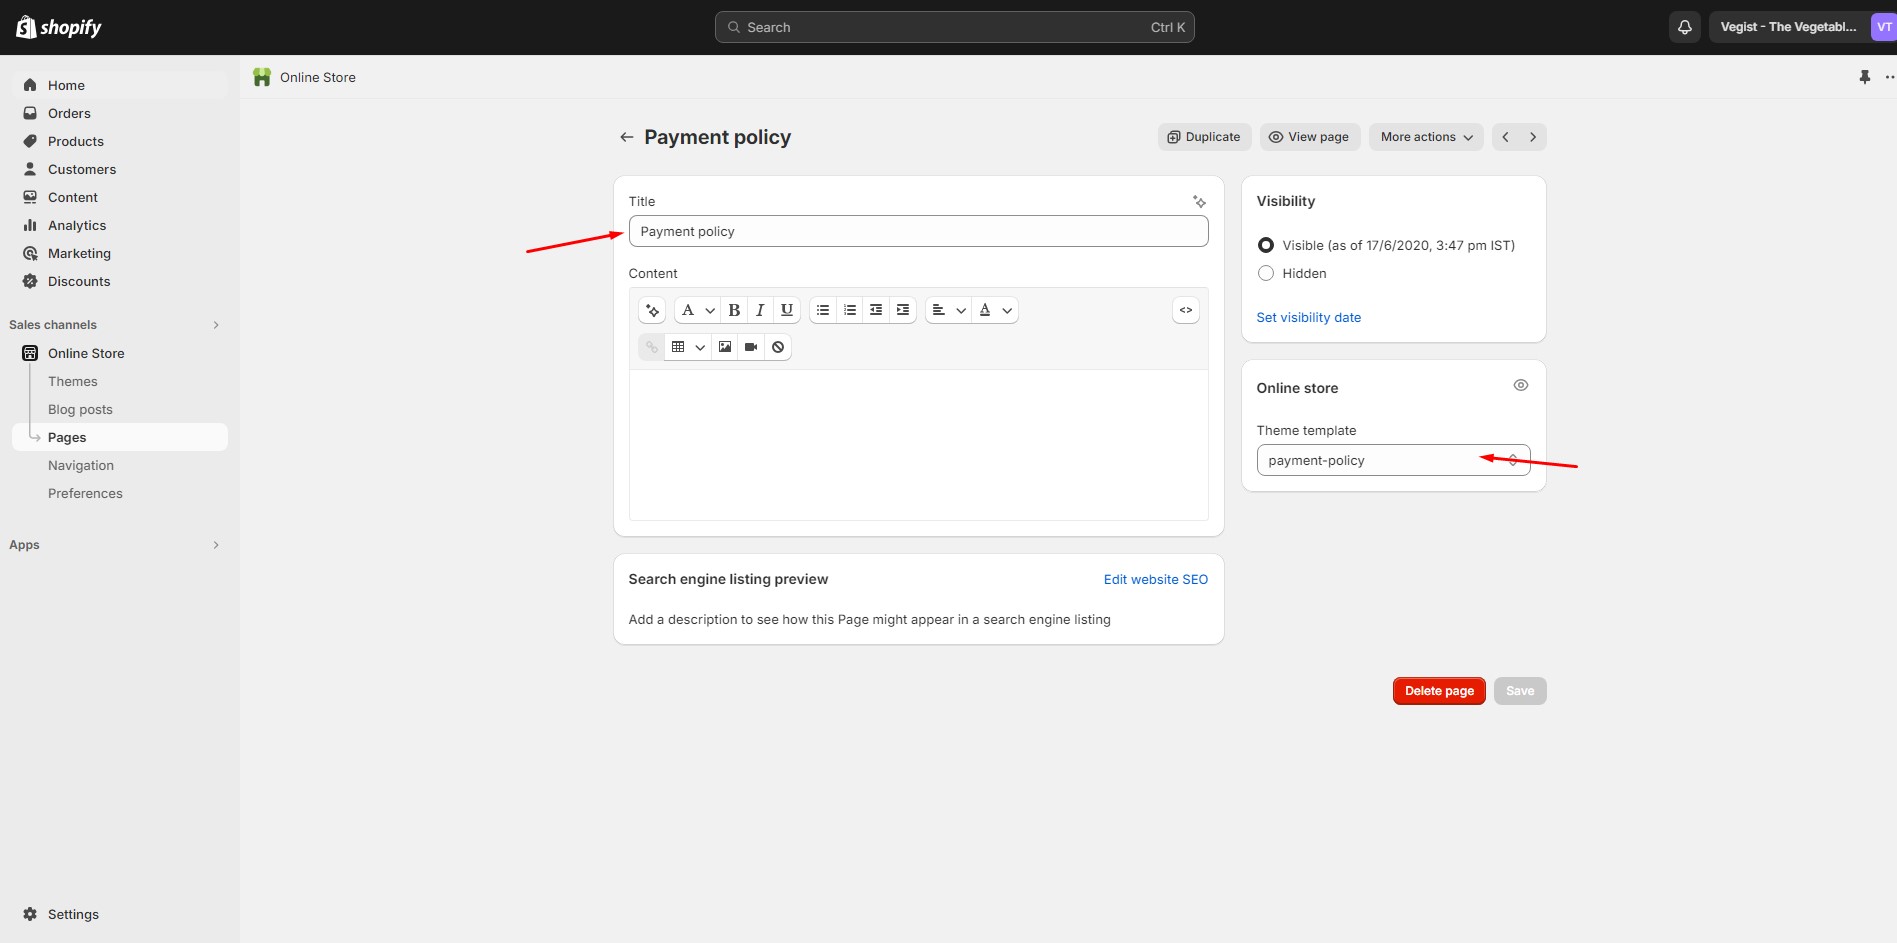 shopify
Search
Ctrl K
Vegist - The Vegetabl...
VT
Home
Orders
Products
Customers
Content
Analytics
Marketing
Discounts
Sales channels
Online Store
Themes
Blog posts
Pages
Navigation
Preferences
Apps
Settings
Online Store
Payment policy
Duplicate
View page
More actions
Title
Payment policy
Content
A
B I U
A
<>
Search engine listing preview
Edit website SEO
Add a description to see how this Page might appear in a search engine listing
Visibility
Visible (as of 17/6/2020, 3:47 pm IST)
Hidden
Set visibility date
Online store
Theme template
payment-policy
Delete page
Save